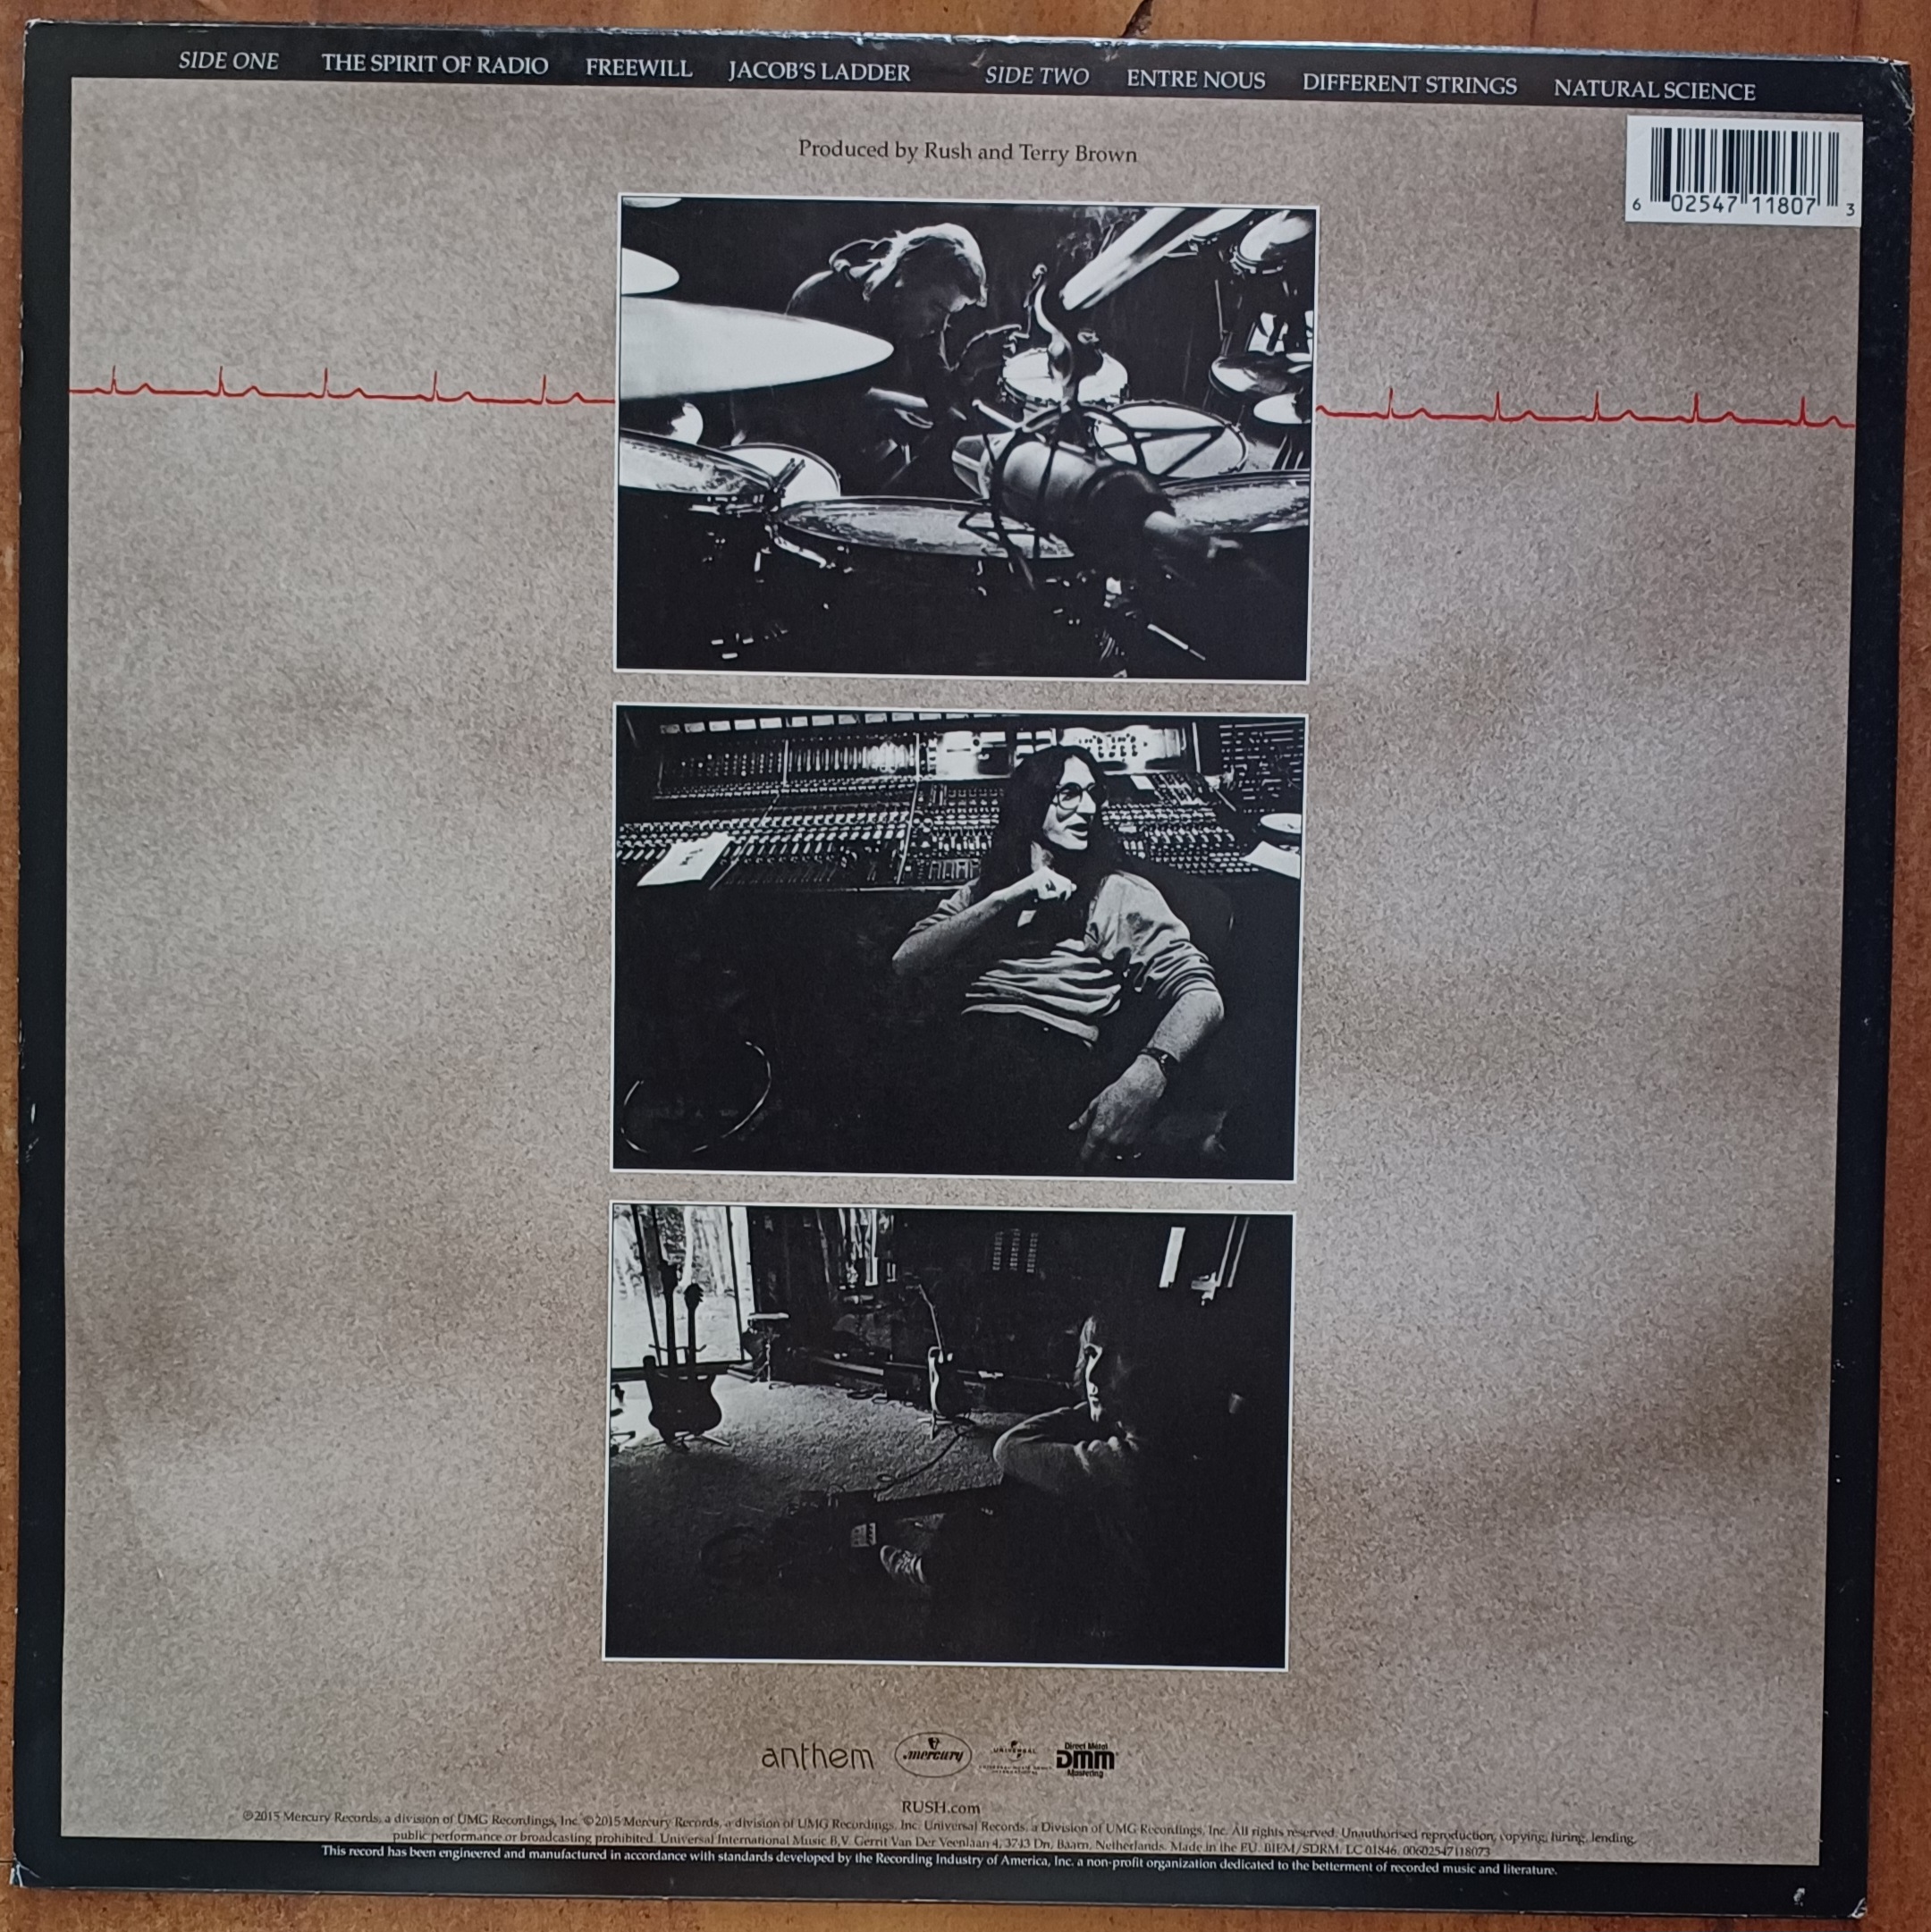 SIDE ONE THE SPIRIT OF RADIO FREEWILL JACOB'S LADDER SIDE TWO ENTRE NOUS DIFFERENT STRINGS NATURAL SCIENCE
Produced by Rush and Terry Brown
6 02547 11807 3
anthem mercury UNIVERSAL Direct Metal DMM Mastering
RUSH.com
℗2015 Mercury Records, a division of UMG Recordings, Inc. ©2015 Mercury Records, a division of UMG Recordings, Inc. Universal Records, a Division of UMG Recordings, Inc. All rights reserved. Unauthorised reproduction, copying, hiring, lending,
public performance or broadcasting prohibited. Universal International Music B.V. Gerrit Van Der Veenlaan 4, 3743 Dn, Baarn, Netherlands. Made in the EU. BIEM/SDRM. LC 01846. 00602547118073
This record has been engineered and manufactured in accordance with standards developed by the Recording Industry of America, Inc. a non-profit organization dedicated to the betterment of recorded music and literature.